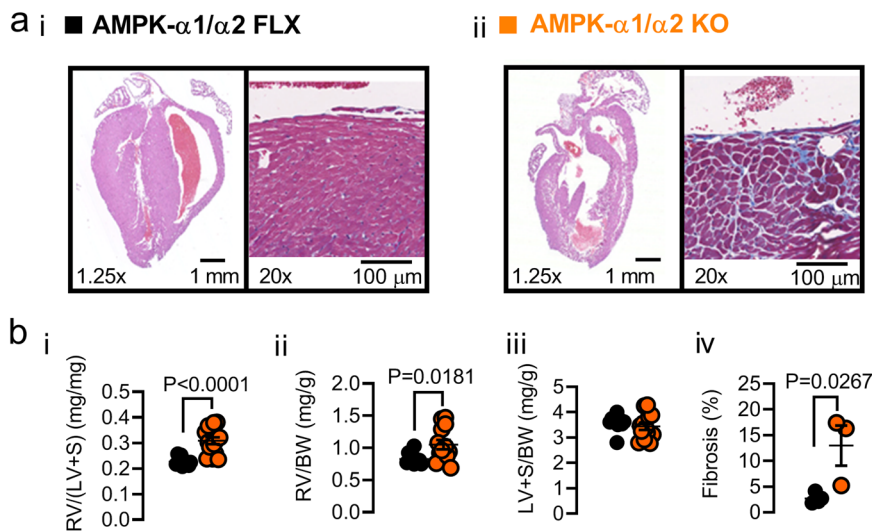 a i AMPK-α1/α2 FLX ii AMPK-α1/α2 KO
1.25x 1 mm 20x 100 μm 1.25x 1 mm 20x 100 μm
b i ii iii iv
P<0.0001 P=0.0181 P=0.0267
RV/(LV+S) (mg/mg)
0.5
0.4
0.3
0.2
0.1
0.0
RV/BW (mg/g)
2.0
1.5
1.0
0.5
0.0
LV+S/BW (mg/g)
5
4
3
2
1
0
Fibrosis (%)
25
20
15
10
5
0